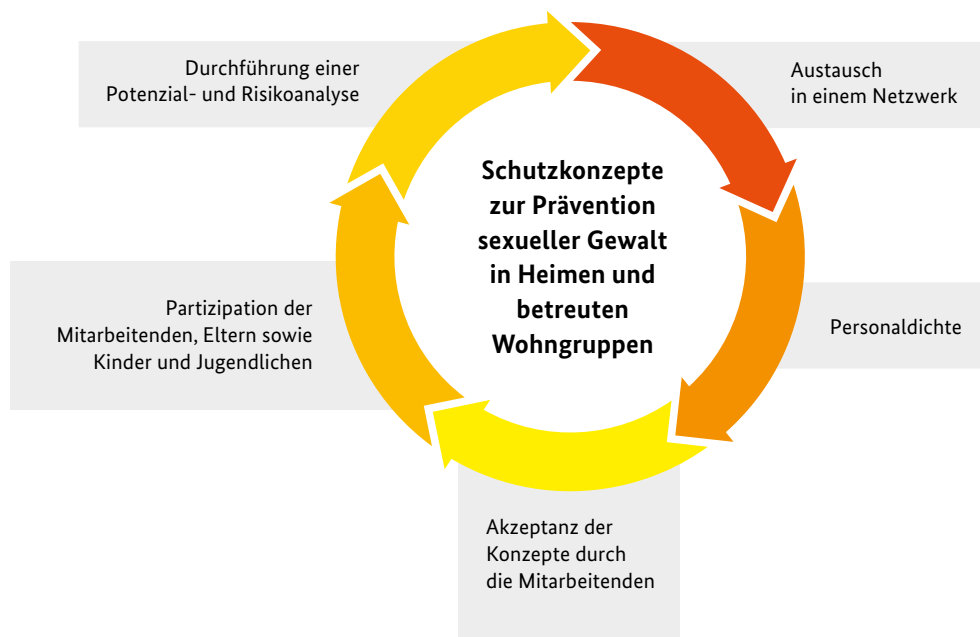 Durchführung einer
Potenzial- und Risikoanalyse
Austausch
in einem Netzwerk
Schutzkonzepte
zur Prävention
sexueller Gewalt
in Heimen und
betreuten
Wohngruppen
Partizipation der
Mitarbeitenden, Eltern sowie
Kinder und Jugendlichen
Personaldichte
Akzeptanz der
Konzepte durch
die Mitarbeitenden